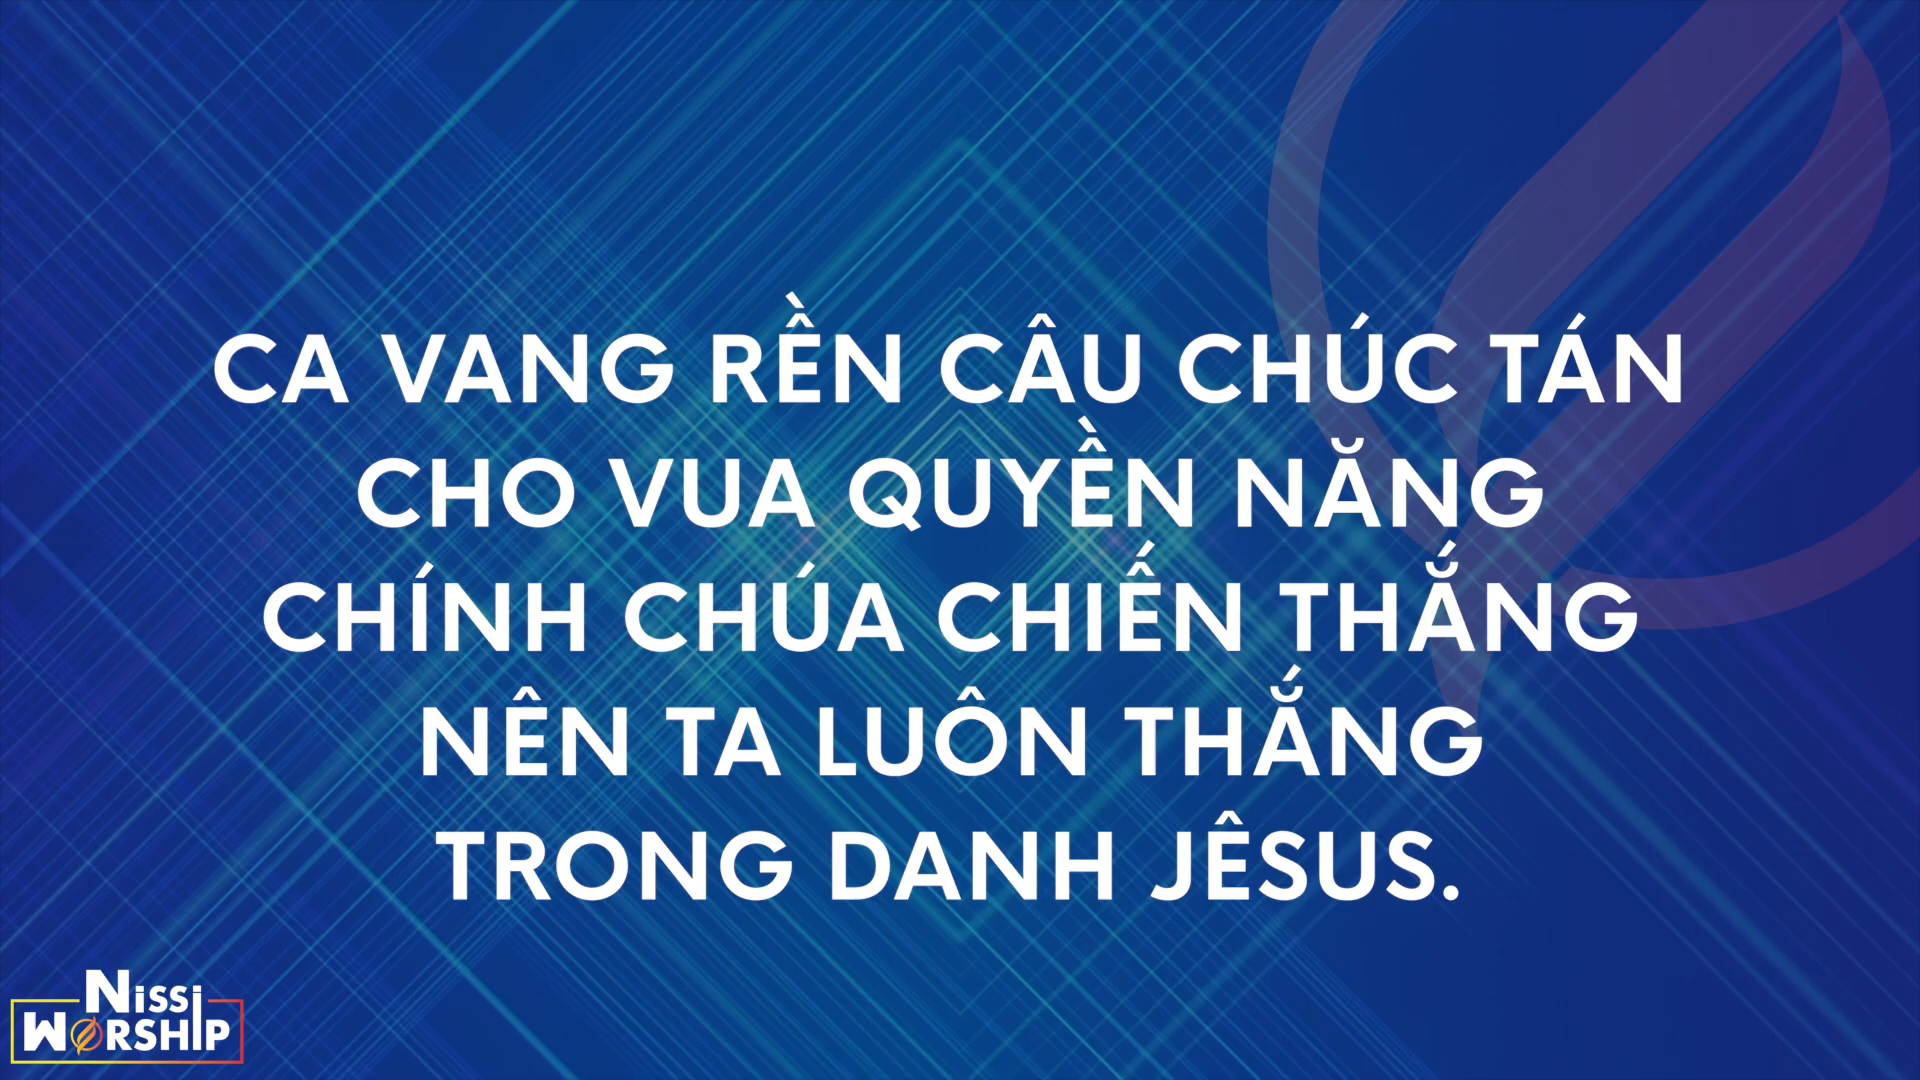 CA VANG RỀN CÂU CHÚC TÁN
CHO VUA QUYỀN NĂNG
CHÍNH CHÚA CHIẾN THẮNG
NÊN TA LUÔN THẮNG
TRONG DANH JÊSUS.
Nissi
WORSHIP